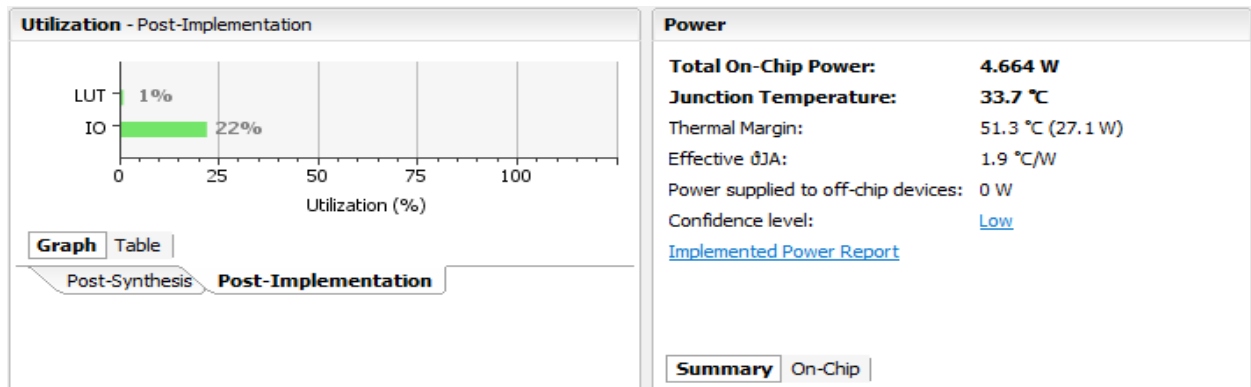 Utilization - Post-Implementation
LUT 1%
IO 22%
0 25 50 75 100
Utilization (%)
Graph Table
Post-Synthesis Post-Implementation
Power
Total On-Chip Power: 4.664 W
Junction Temperature: 33.7 °C
Thermal Margin: 51.3 °C (27.1 W)
Effective ϑJA: 1.9 °C/W
Power supplied to off-chip devices: 0 W
Confidence level: Low
Implemented Power Report
Summary On-Chip